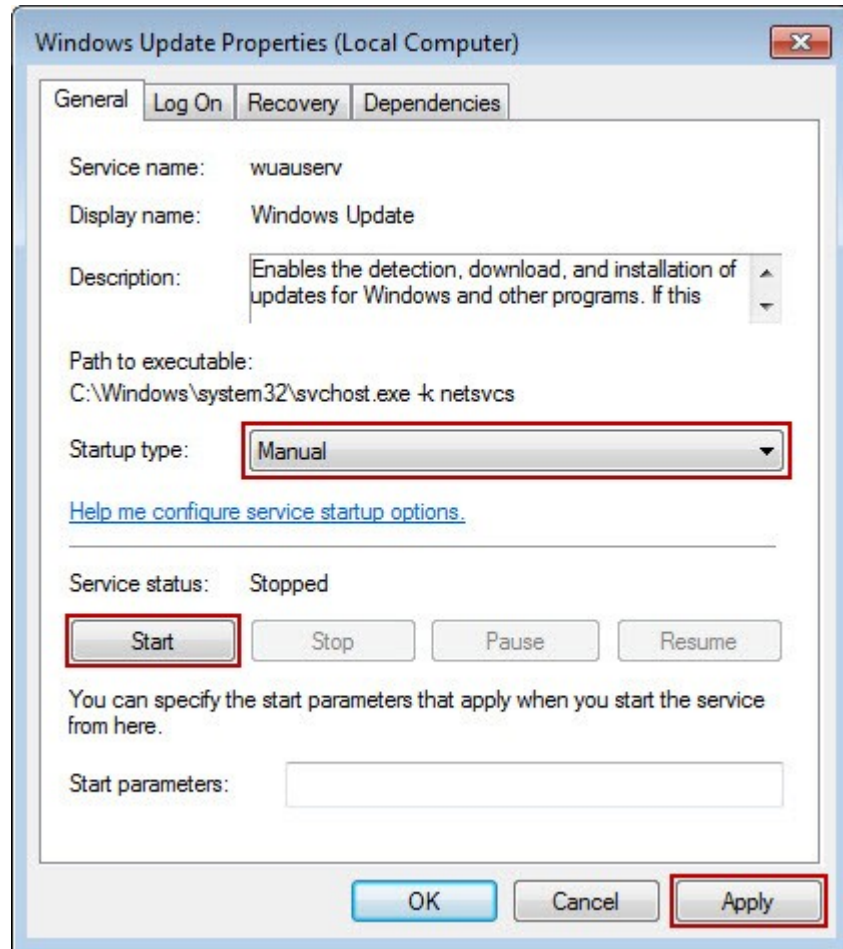 Windows Update Properties (Local Computer)
General Log On Recovery Dependencies
Service name: wuauserv
Display name: Windows Update
Description: Enables the detection, download, and installation of
updates for Windows and other programs. If this
Path to executable:
C:\Windows\system32\svchost.exe -k netsvcs
Startup type: Manual
Help me configure service startup options.
Service status: Stopped
Start Stop Pause Resume
You can specify the start parameters that apply when you start the service
from here.
Start parameters:
OK Cancel Apply